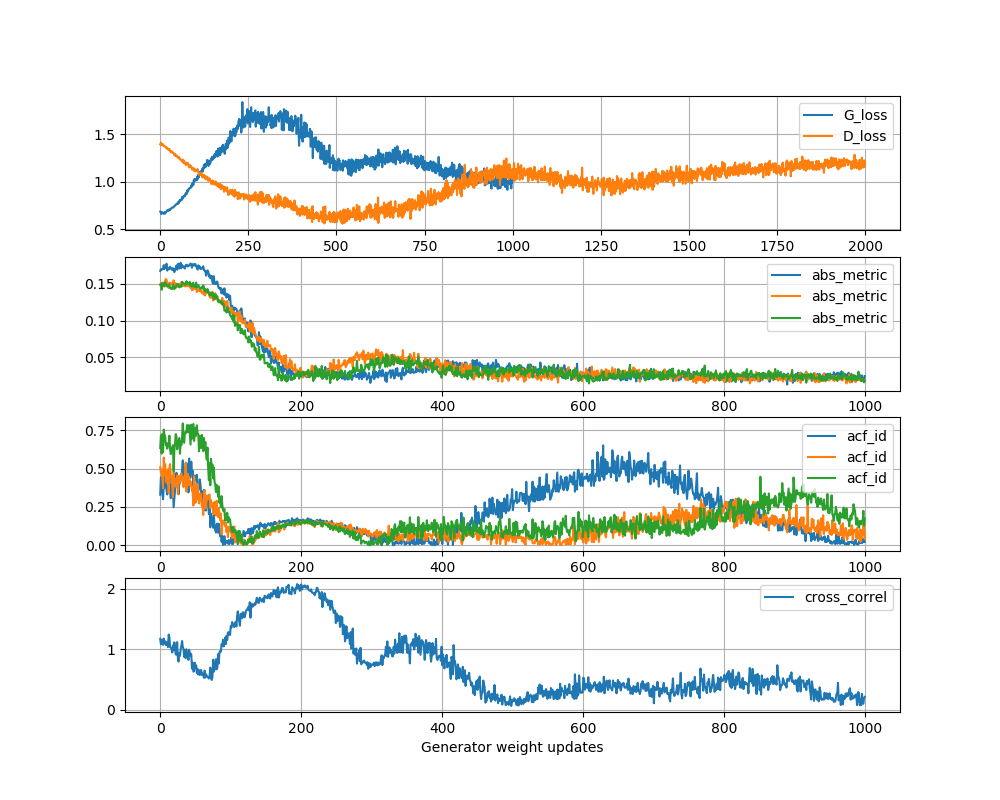 1.5
1.0
0.5
G_loss
D_loss
0 250 500 750 1000 1250 1500 1750 2000
0.15
0.10
0.05
abs_metric
abs_metric
abs_metric
0 200 400 600 800 1000
0.75
0.50
0.25
0.00
acf_id
acf_id
acf_id
0 200 400 600 800 1000
2
1
0
cross_correl
0 200 400 600 800 1000
Generator weight updates